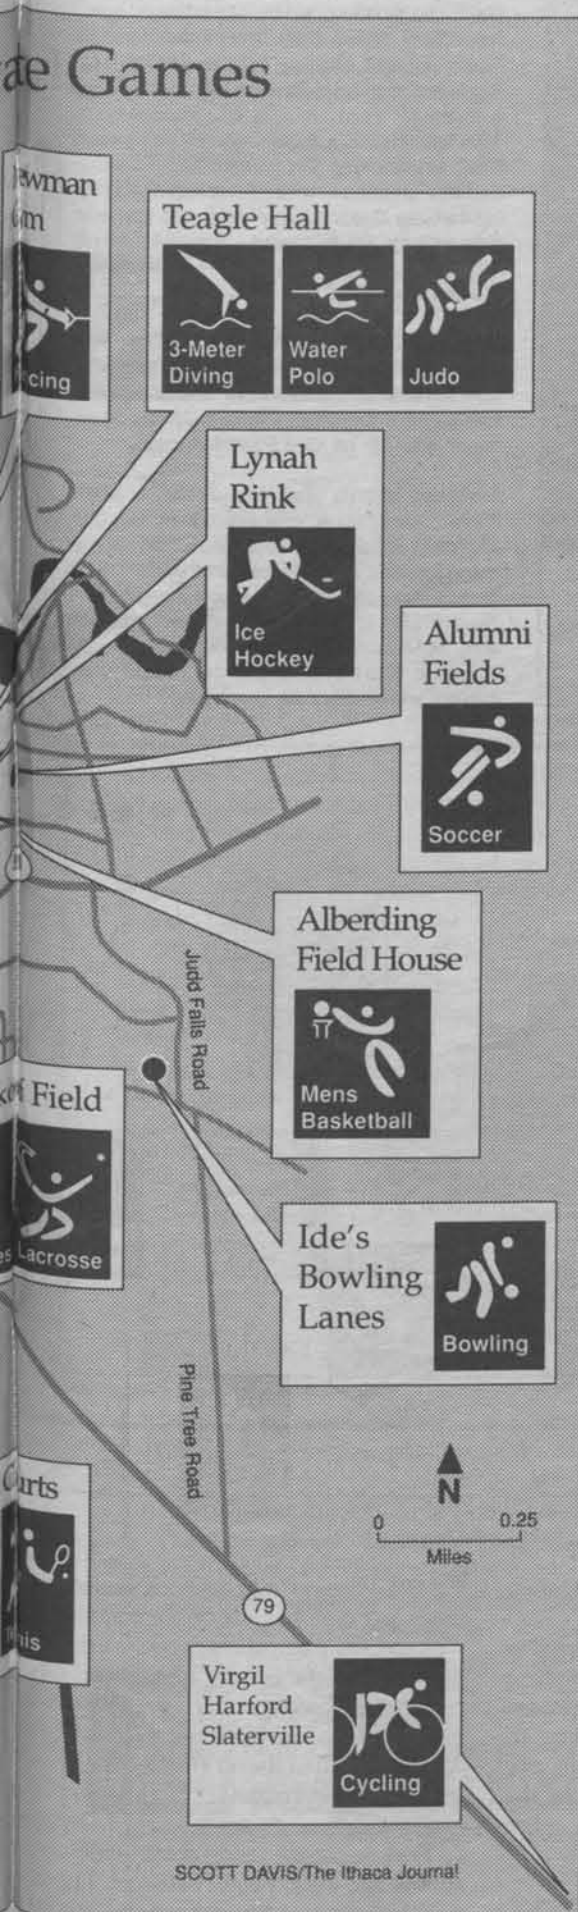 Games
Teagle Hall
3-Meter
Diving
Water
Polo
Judo
Lynah
Rink
Ice
Hockey
Alumni
Fields
Soccer
Alberding
Field House
Mens
Basketball
Judd Falls Road
Field
Lacrosse
Ide's
Bowling
Lanes
Bowling
Pine Tree Road
N
0 0.25
Miles
79
Virgil
Harford
Slaterville
Cycling
SCOTT DAVIS/The Ithaca Journal